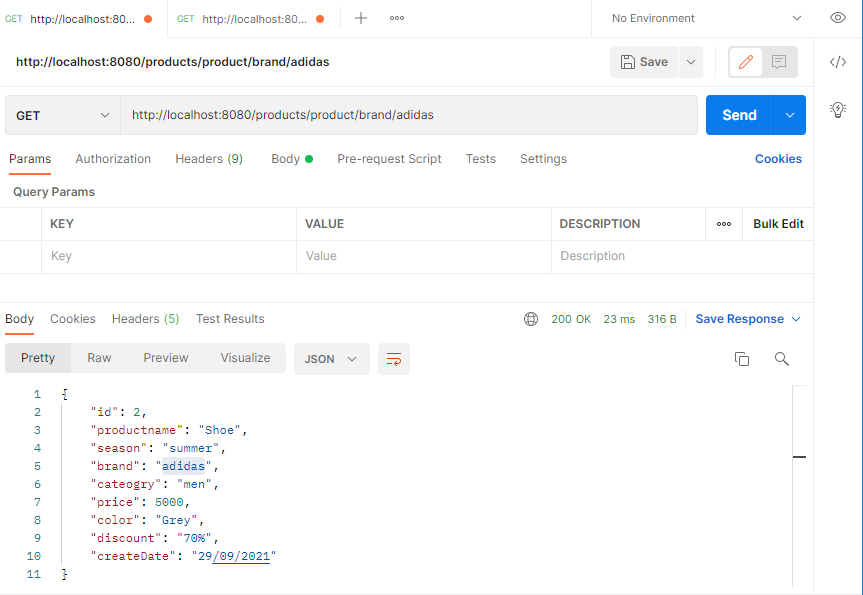 GET http://localhost:80... GET http://localhost:80... No Environment
http://localhost:8080/products/product/brand/adidas Save
GET http://localhost:8080/products/product/brand/adidas Send
Params Authorization Headers (9) Body Pre-request Script Tests Settings Cookies
Query Params
KEY VALUE DESCRIPTION Bulk Edit
Key Value Description
Body Cookies Headers (5) Test Results 200 OK 23 ms 316 B Save Response
Pretty Raw Preview Visualize JSON
1 {
2 "id": 2,
3 "productname": "Shoe",
4 "season": "summer",
5 "brand": "adidas",
6 "cateogry": "men",
7 "price": 5000,
8 "color": "Grey",
9 "discount": "70%",
10 "createDate": "29/09/2021"
11 }